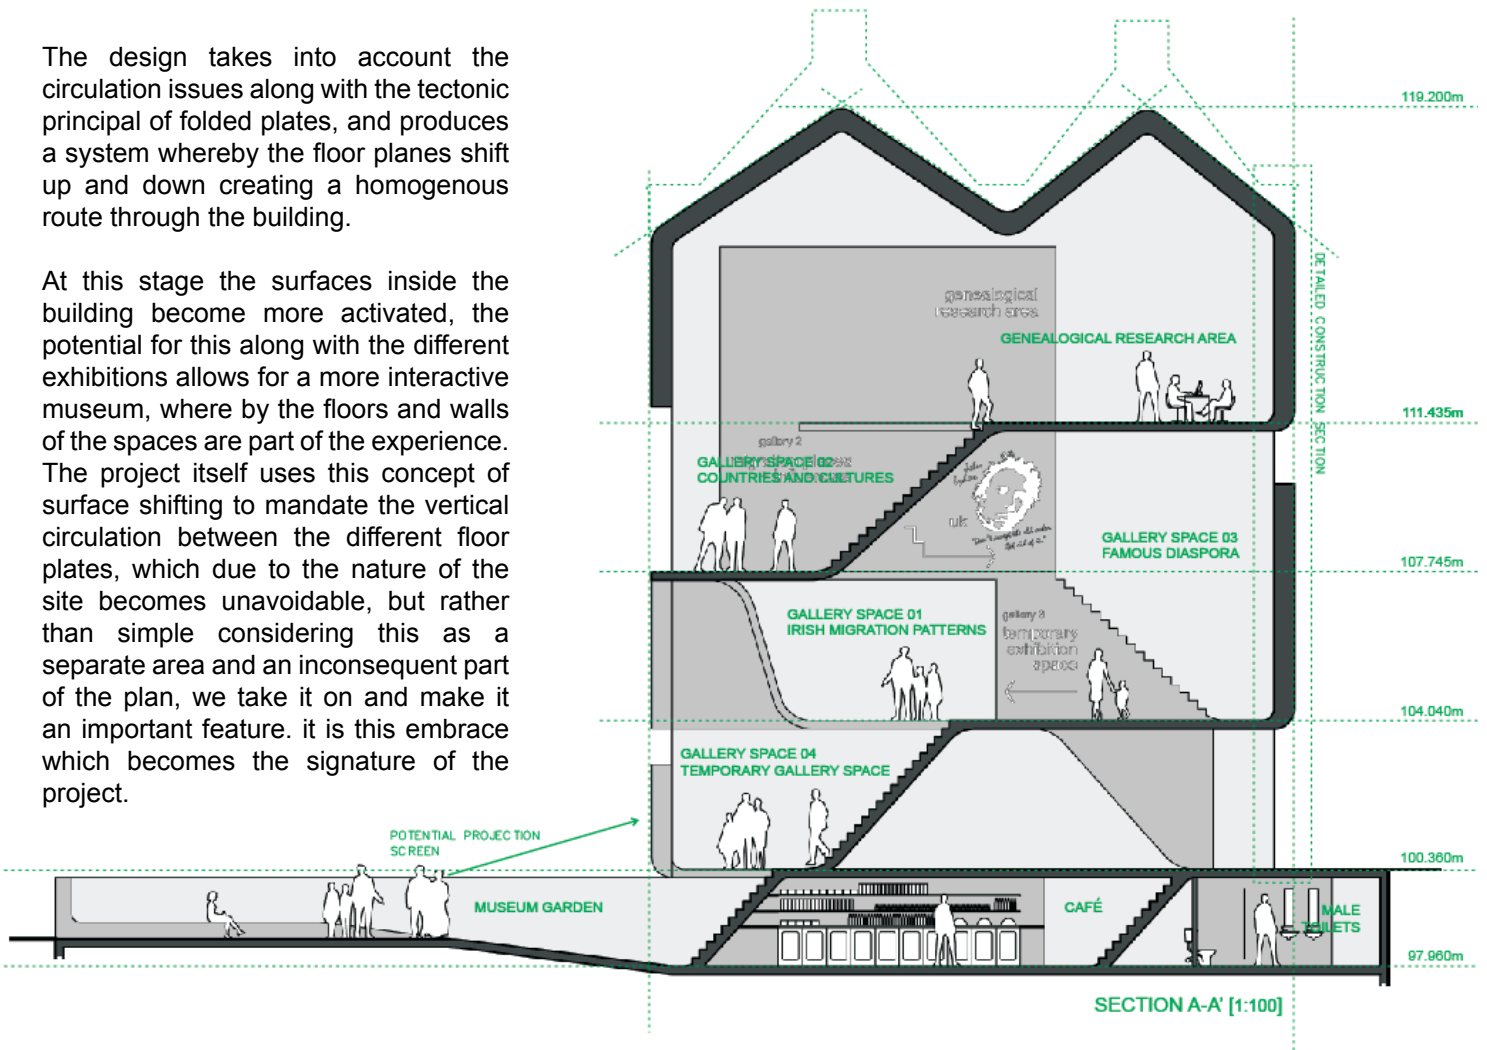 The design takes into account the
circulation issues along with the tectonic
principal of folded plates, and produces
a system whereby the floor planes shift
up and down creating a homogenous
route through the building.
At this stage the surfaces inside the
building become more activated, the
potential for this along with the different
exhibitions allows for a more interactive
museum, where by the floors and walls
of the spaces are part of the experience.
The project itself uses this concept of
surface shifting to mandate the vertical
circulation between the different floor
plates, which due to the nature of the
site becomes unavoidable, but rather
than simple considering this as a
separate area and an inconsequent part
of the plan, we take it on and make it
an important feature. it is this embrace
which becomes the signature of the
project.
119.200m
genealogical
research area
GENEALOGICAL RESEARCH AREA
DETAILED CONSTRUCTION SECTION
111.435m
gallery 2
GALLERY SPACE 02
COUNTRIES AND CULTURES
uk
GALLERY SPACE 03
FAMOUS DIASPORA
107.745m
GALLERY SPACE 01
IRISH MIGRATION PATTERNS
gallery 3
temporary
exhibition
space
104.040m
GALLERY SPACE 04
TEMPORARY GALLERY SPACE
POTENTIAL PROJECTION
SCREEN
100.360m
MUSEUM GARDEN
CAFÉ
MALE
TOILETS
97.960m
SECTION A-A' [1:100]